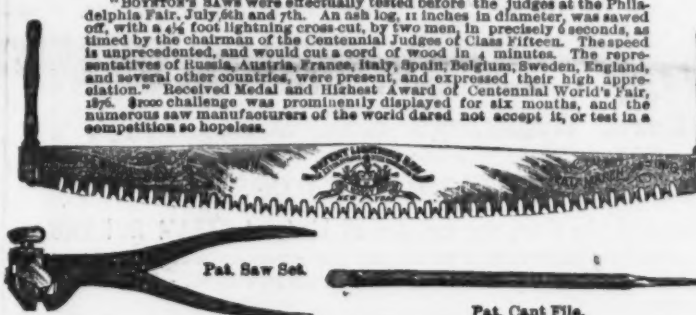 "BOYNTON'S SAWS were effectually tested before the judges at the Phila-
delphia Fair, July 6th and 7th. An ash log, 11 inches in diameter, was sawed
off, with a 4½ foot lightning cross-cut, by two men, in precisely 6 seconds, as
timed by the chairman of the Centennial Judges of Class Fifteen. The speed
is unprecedented, and would cut a cord of wood in 4 minutes. The repre-
sentatives of Russia, Austria, France, Italy, Spain, Belgium, Sweden, England,
and several other countries, were present, and expressed their high appre-
ciation." Received Medal and Highest Award of Centennial World's Fair,
1876. $1000 challenge was prominently displayed for six months, and the
numerous saw manufacturers of the world dared not accept it, or test in a
competition so hopeless.
NEW YORK
Pat. Saw Set.
Pat. Cant File.